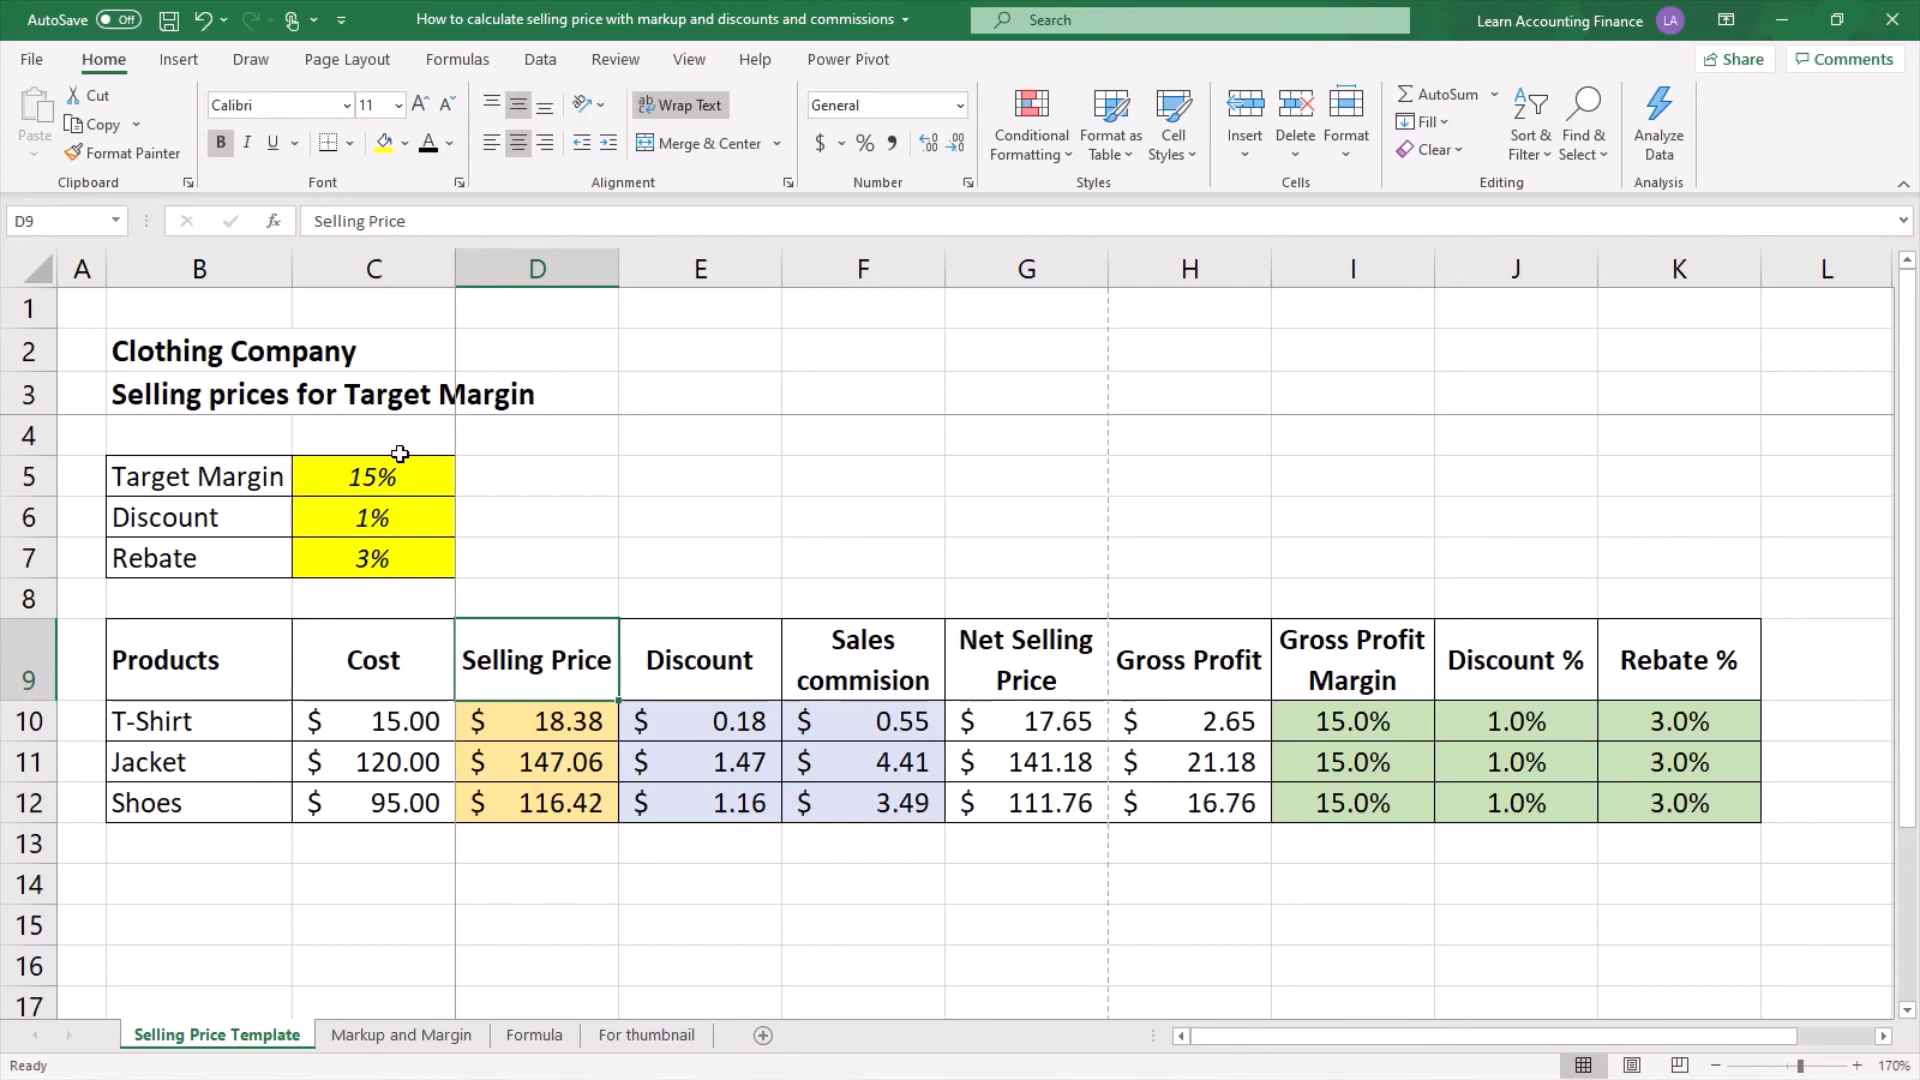 AutoSave Off How to calculate selling price with markup and discounts and commissions Search Learn Accounting Finance LA
File Home Insert Draw Page Layout Formulas Data Review View Help Power Pivot Share Comments
Paste Cut Copy Format Painter Clipboard
Calibri 11 A A B I U A Font
ab Wrap Text Merge & Center Alignment
General $ % 9 Number
Conditional Formatting Format as Table Cell Styles Styles
Insert Delete Format Cells
AutoSum Fill Clear Sort & Filter Find & Select Editing
Analyze Data Analysis
D9 fx Selling Price
A B C D E F G H I J K L
1
2 Clothing Company
3 Selling prices for Target Margin
4
5 Target Margin 15%
6 Discount 1%
7 Rebate 3%
8
9 Products Cost Selling Price Discount Sales commision Net Selling Price Gross Profit Gross Profit Margin Discount % Rebate %
10 T-Shirt $ 15.00 $ 18.38 $ 0.18 $ 0.55 $ 17.65 $ 2.65 15.0% 1.0% 3.0%
11 Jacket $ 120.00 $ 147.06 $ 1.47 $ 4.41 $ 141.18 $ 21.18 15.0% 1.0% 3.0%
12 Shoes $ 95.00 $ 116.42 $ 1.16 $ 3.49 $ 111.76 $ 16.76 15.0% 1.0% 3.0%
13
14
15
16
17
Selling Price Template Markup and Margin Formula For thumbnail
Ready 170%